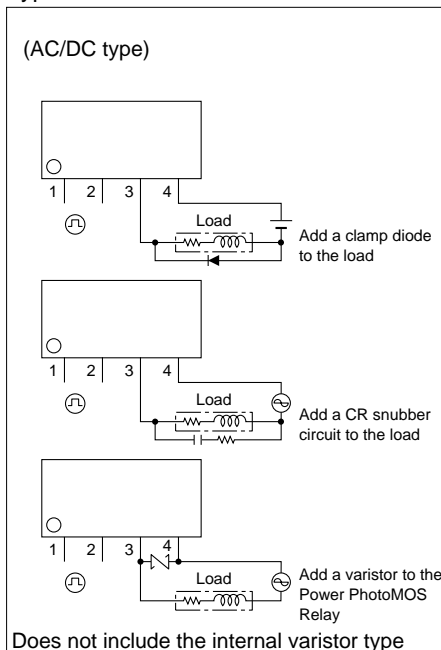 (AC/DC type)
1 2 3 4
Load
Add a clamp diode
to the load
1 2 3 4
Load
Add a CR snubber
circuit to the load
1 2 3 4
Load
Add a varistor to the
Power PhotoMOS
Relay
Does not include the internal varistor type